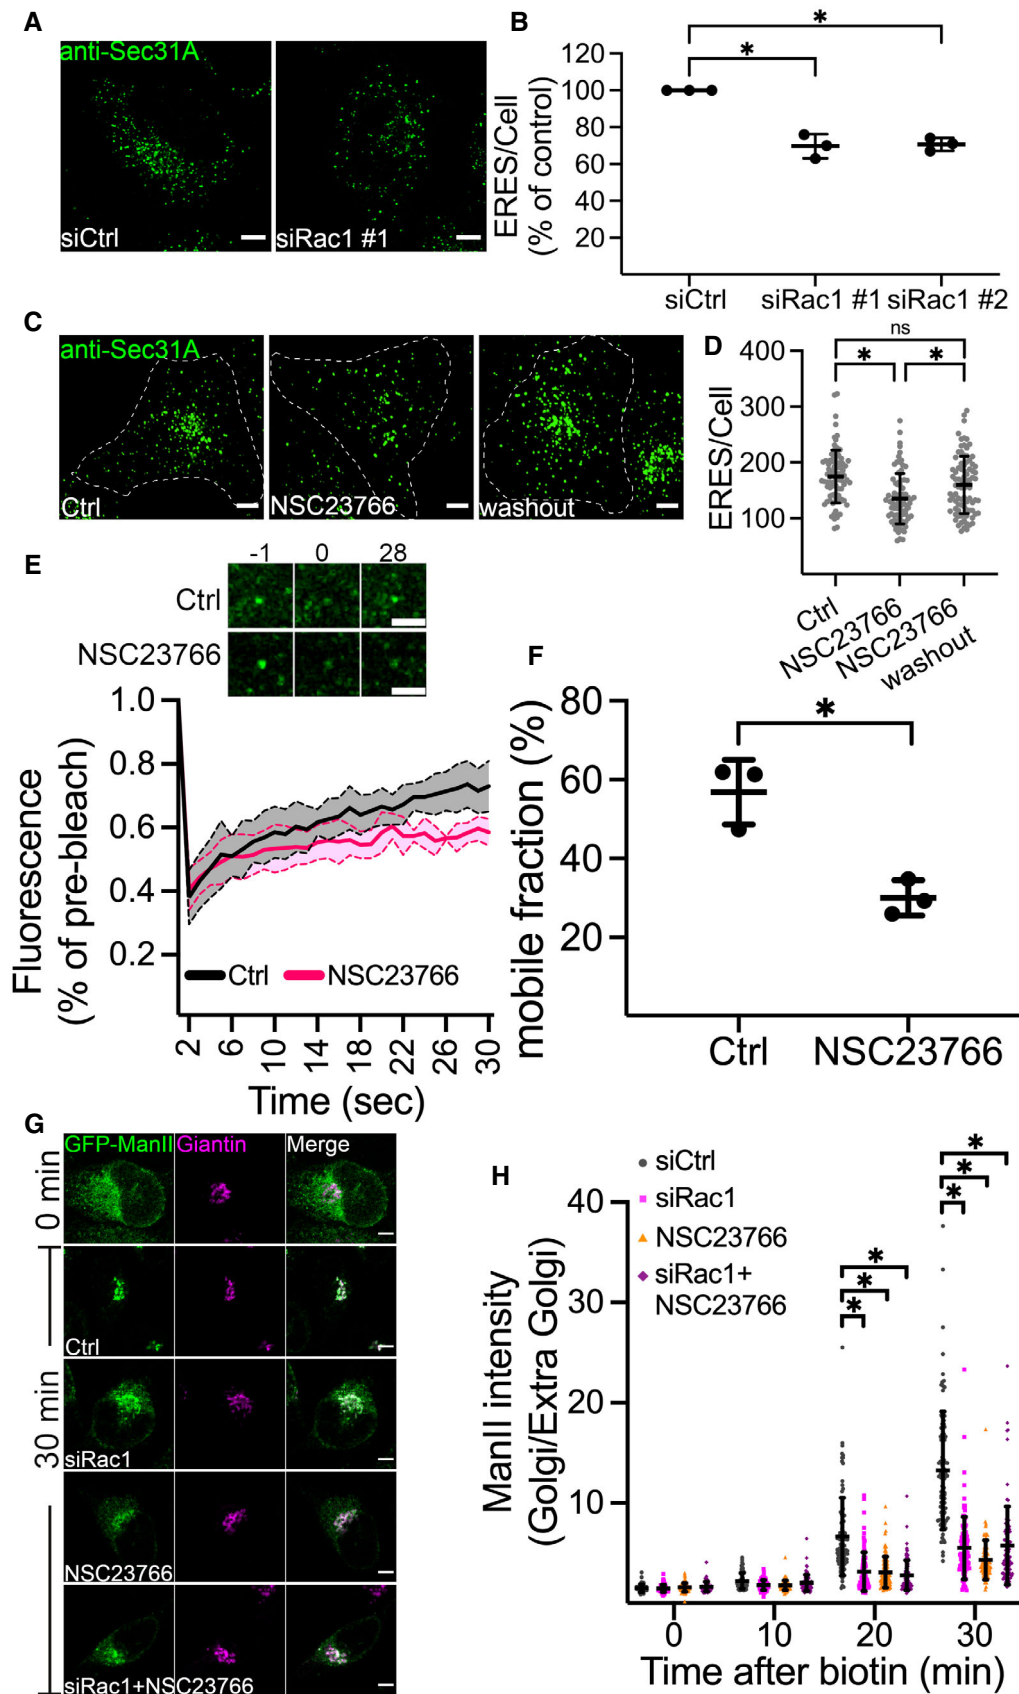 A
anti-Sec31A
siCtrl
siRac1 #1
B
*
*
ERES/Cell
(% of control)
120
100
80
60
40
20
siCtrl
siRac1 #1
siRac1 #2
C
anti-Sec31A
Ctrl
NSC23766
washout
D
ns
*
*
ERES/Cell
400
300
200
100
Ctrl
NSC23766
NSC23766
washout
E
-1
0
28
Ctrl
NSC23766
Fluorescence
(% of pre-bleach)
1.0
0.8
0.6
0.4
0.2
Ctrl
NSC23766
2
6
10
14
18
22
26
30
Time (sec)
F
*
mobile fraction (%)
80
60
40
20
Ctrl
NSC23766
G
GFP-ManII
Giantin
Merge
0 min
30 min
Ctrl
siRac1
NSC23766
siRac1+NSC23766
H
siCtrl
siRac1
NSC23766
siRac1+
NSC23766
*
*
*
*
*
*
ManII intensity
(Golgi/Extra Golgi)
40
30
20
10
0
10
20
30
Time after biotin (min)